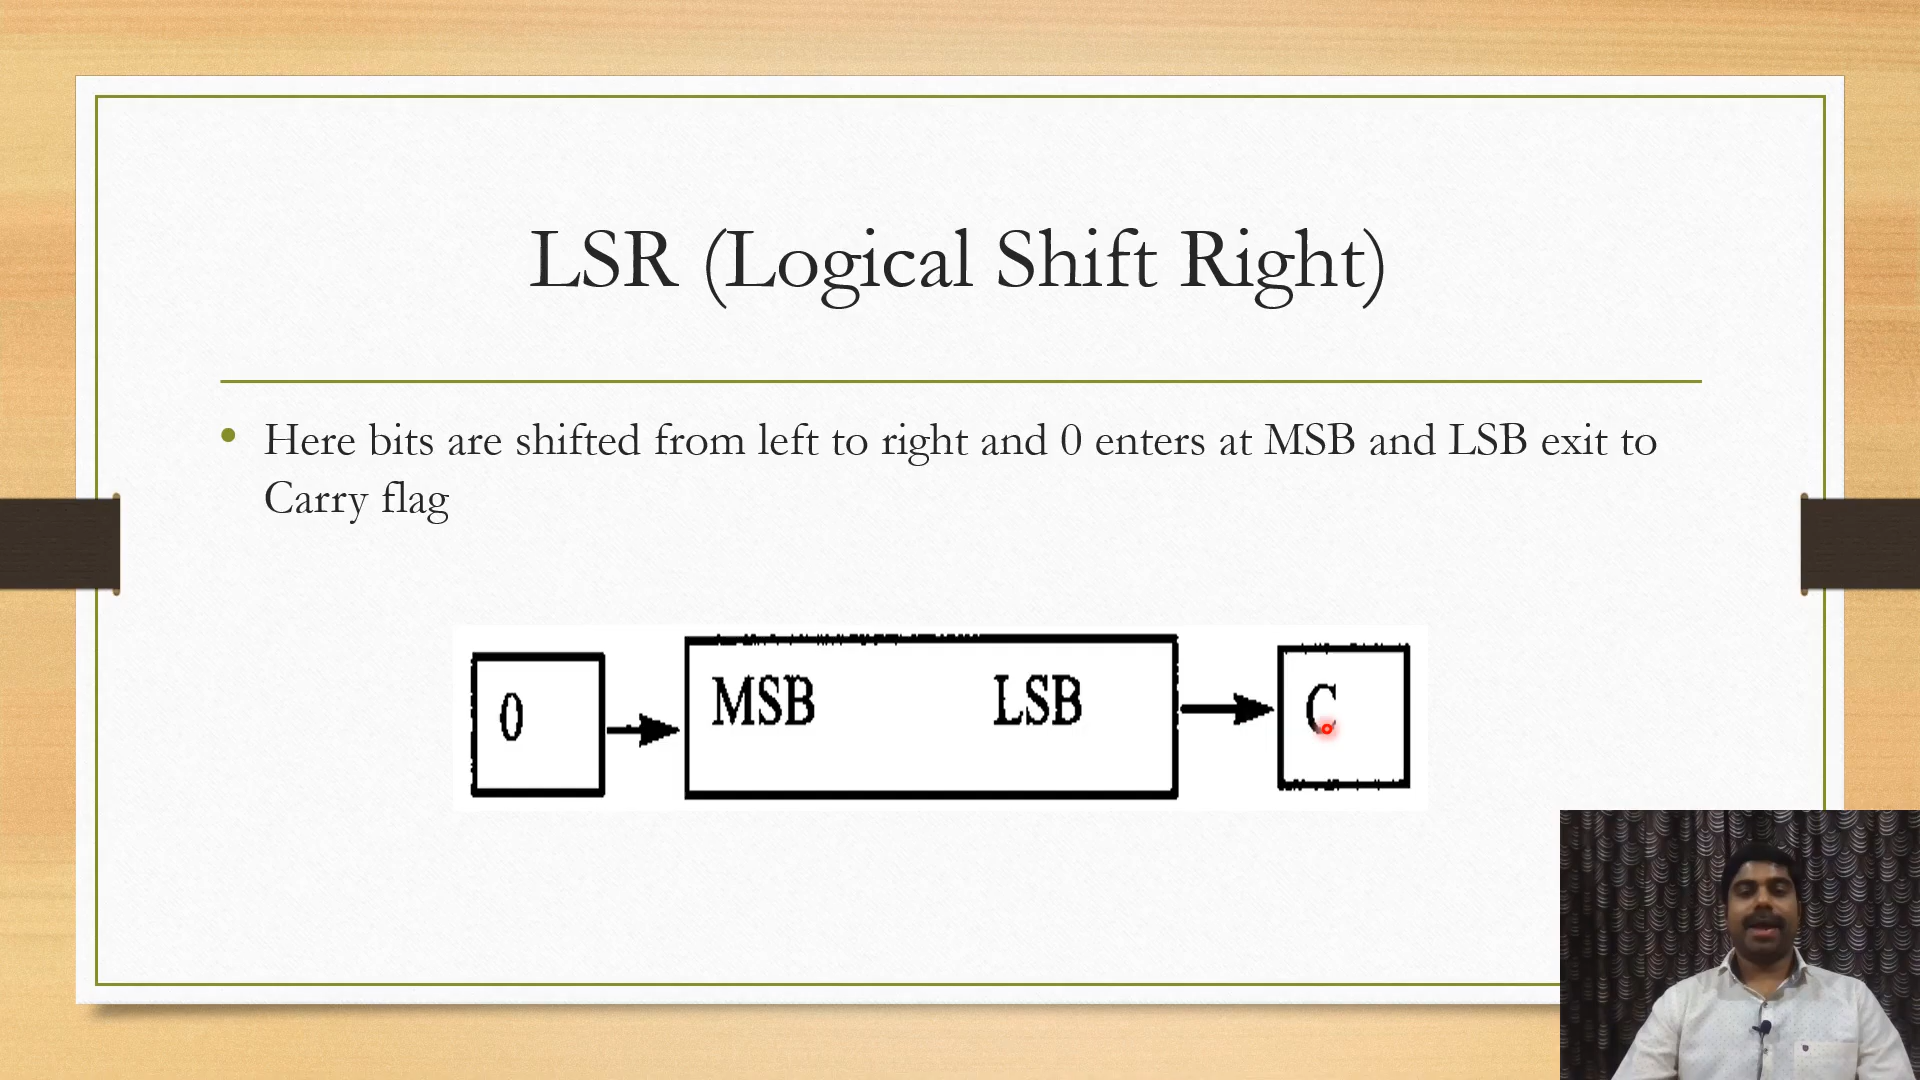 LSR (Logical Shift Right)
• Here bits are shifted from left to right and 0 enters at MSB and LSB exit to
Carry flag
0 MSB LSB C